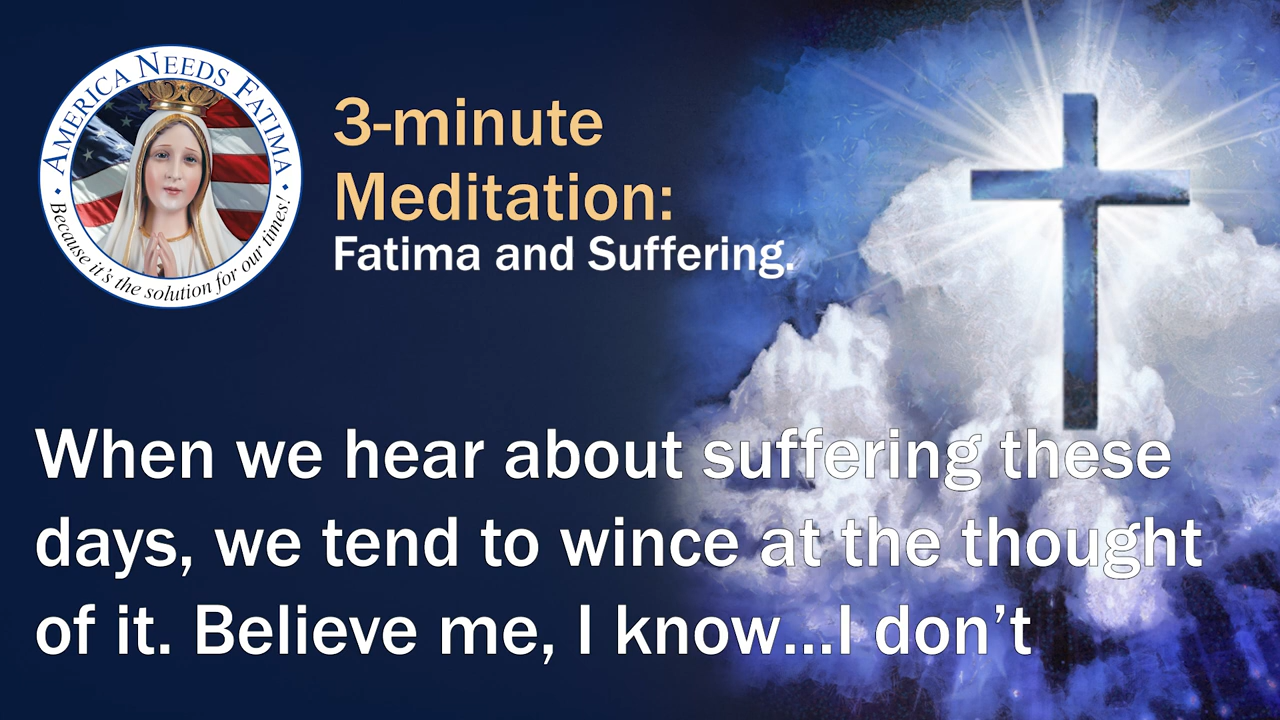 AMERICA NEEDS FATIMA
Because it's the solution for our times!
3-minute
Meditation:
Fatima and Suffering.
When we hear about suffering these
days, we tend to wince at the thought
of it. Believe me, I know...I don’t